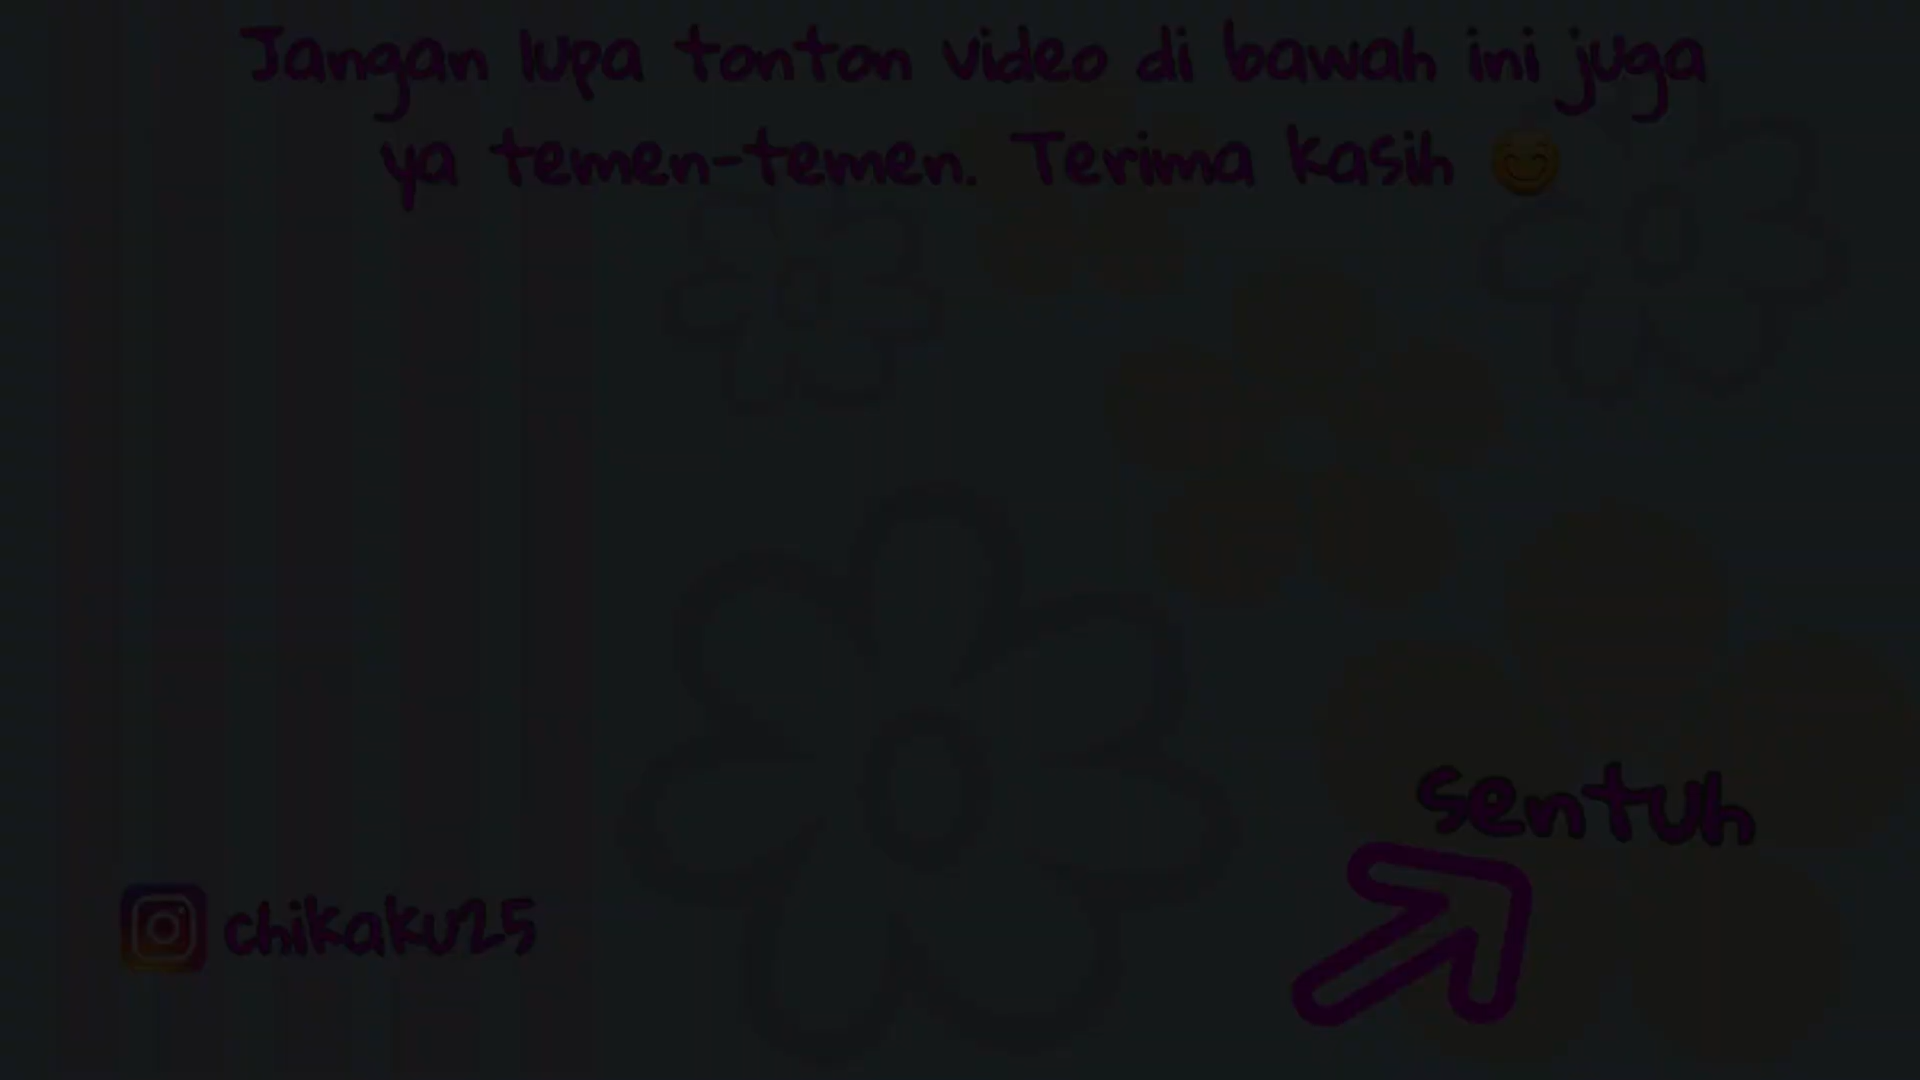 Jangan lupa tonton video di bawah ini juga
ya temen-temen. Terima kasih 😊
sentuh
chikaku25